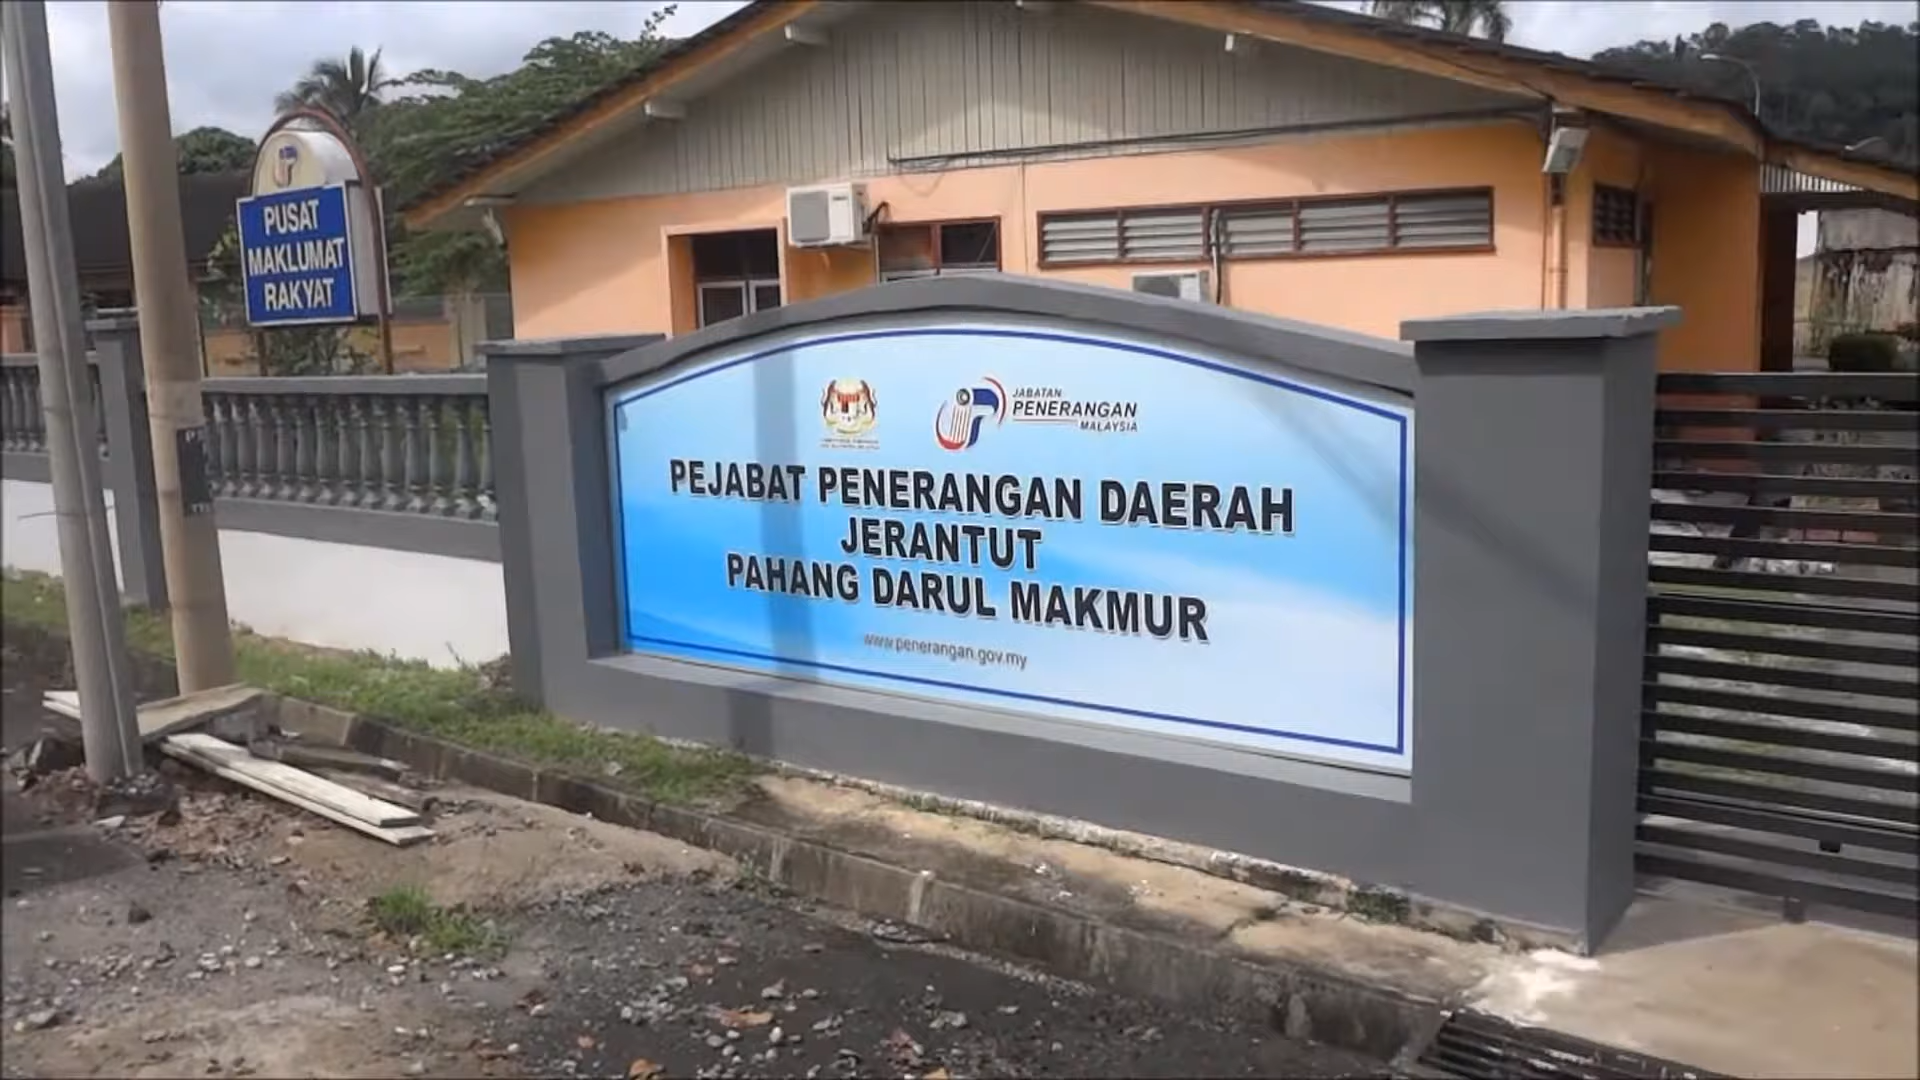 PUSAT
MAKLUMAT
RAKYAT
JABATAN
PENERANGAN
MALAYSIA
PEJABAT PENERANGAN DAERAH
JERANTUT
PAHANG DARUL MAKMUR
www.penerangan.gov.my